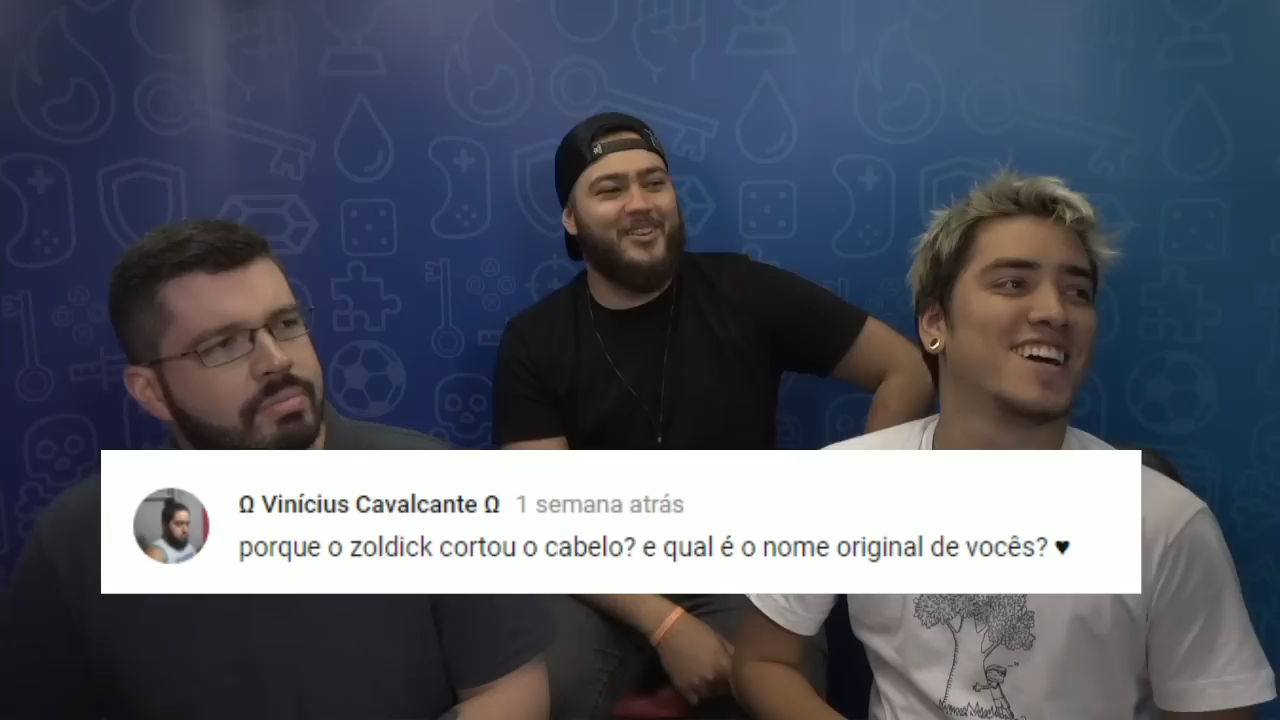 Ω Vinícius Cavalcante Ω 1 semana atrás
porque o zoldick cortou o cabelo? e qual é o nome original de vocês? ♥